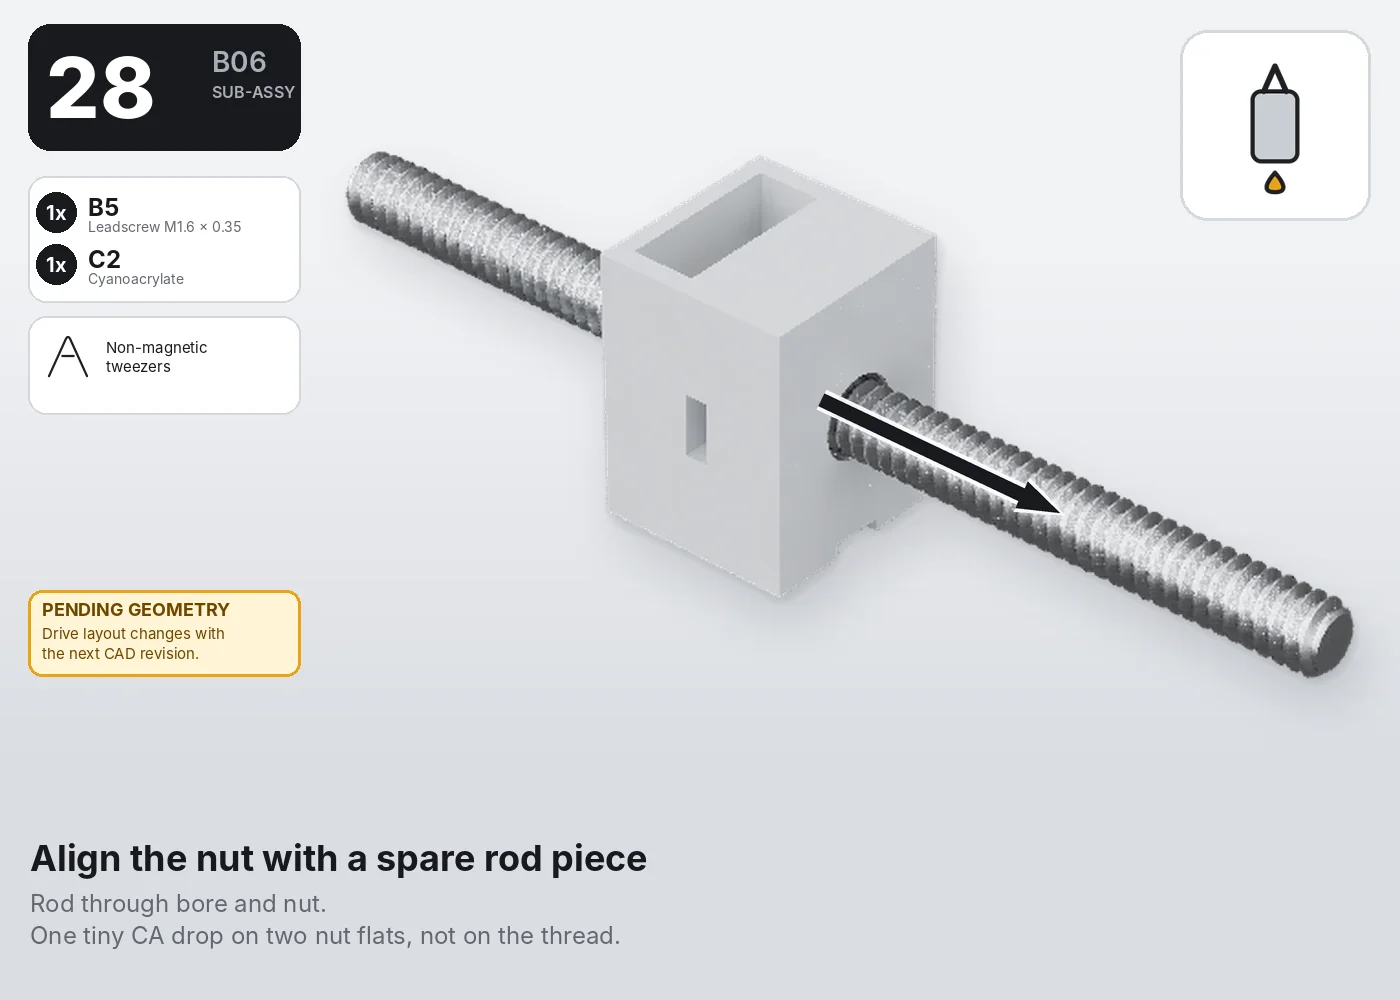 28
B06
SUB-ASSY
1x B5
Leadscrew M1.6 × 0.35
1x C2
Cyanoacrylate
Non-magnetic
tweezers
PENDING GEOMETRY
Drive layout changes with
the next CAD revision.
Align the nut with a spare rod piece
Rod through bore and nut.
One tiny CA drop on two nut flats, not on the thread.